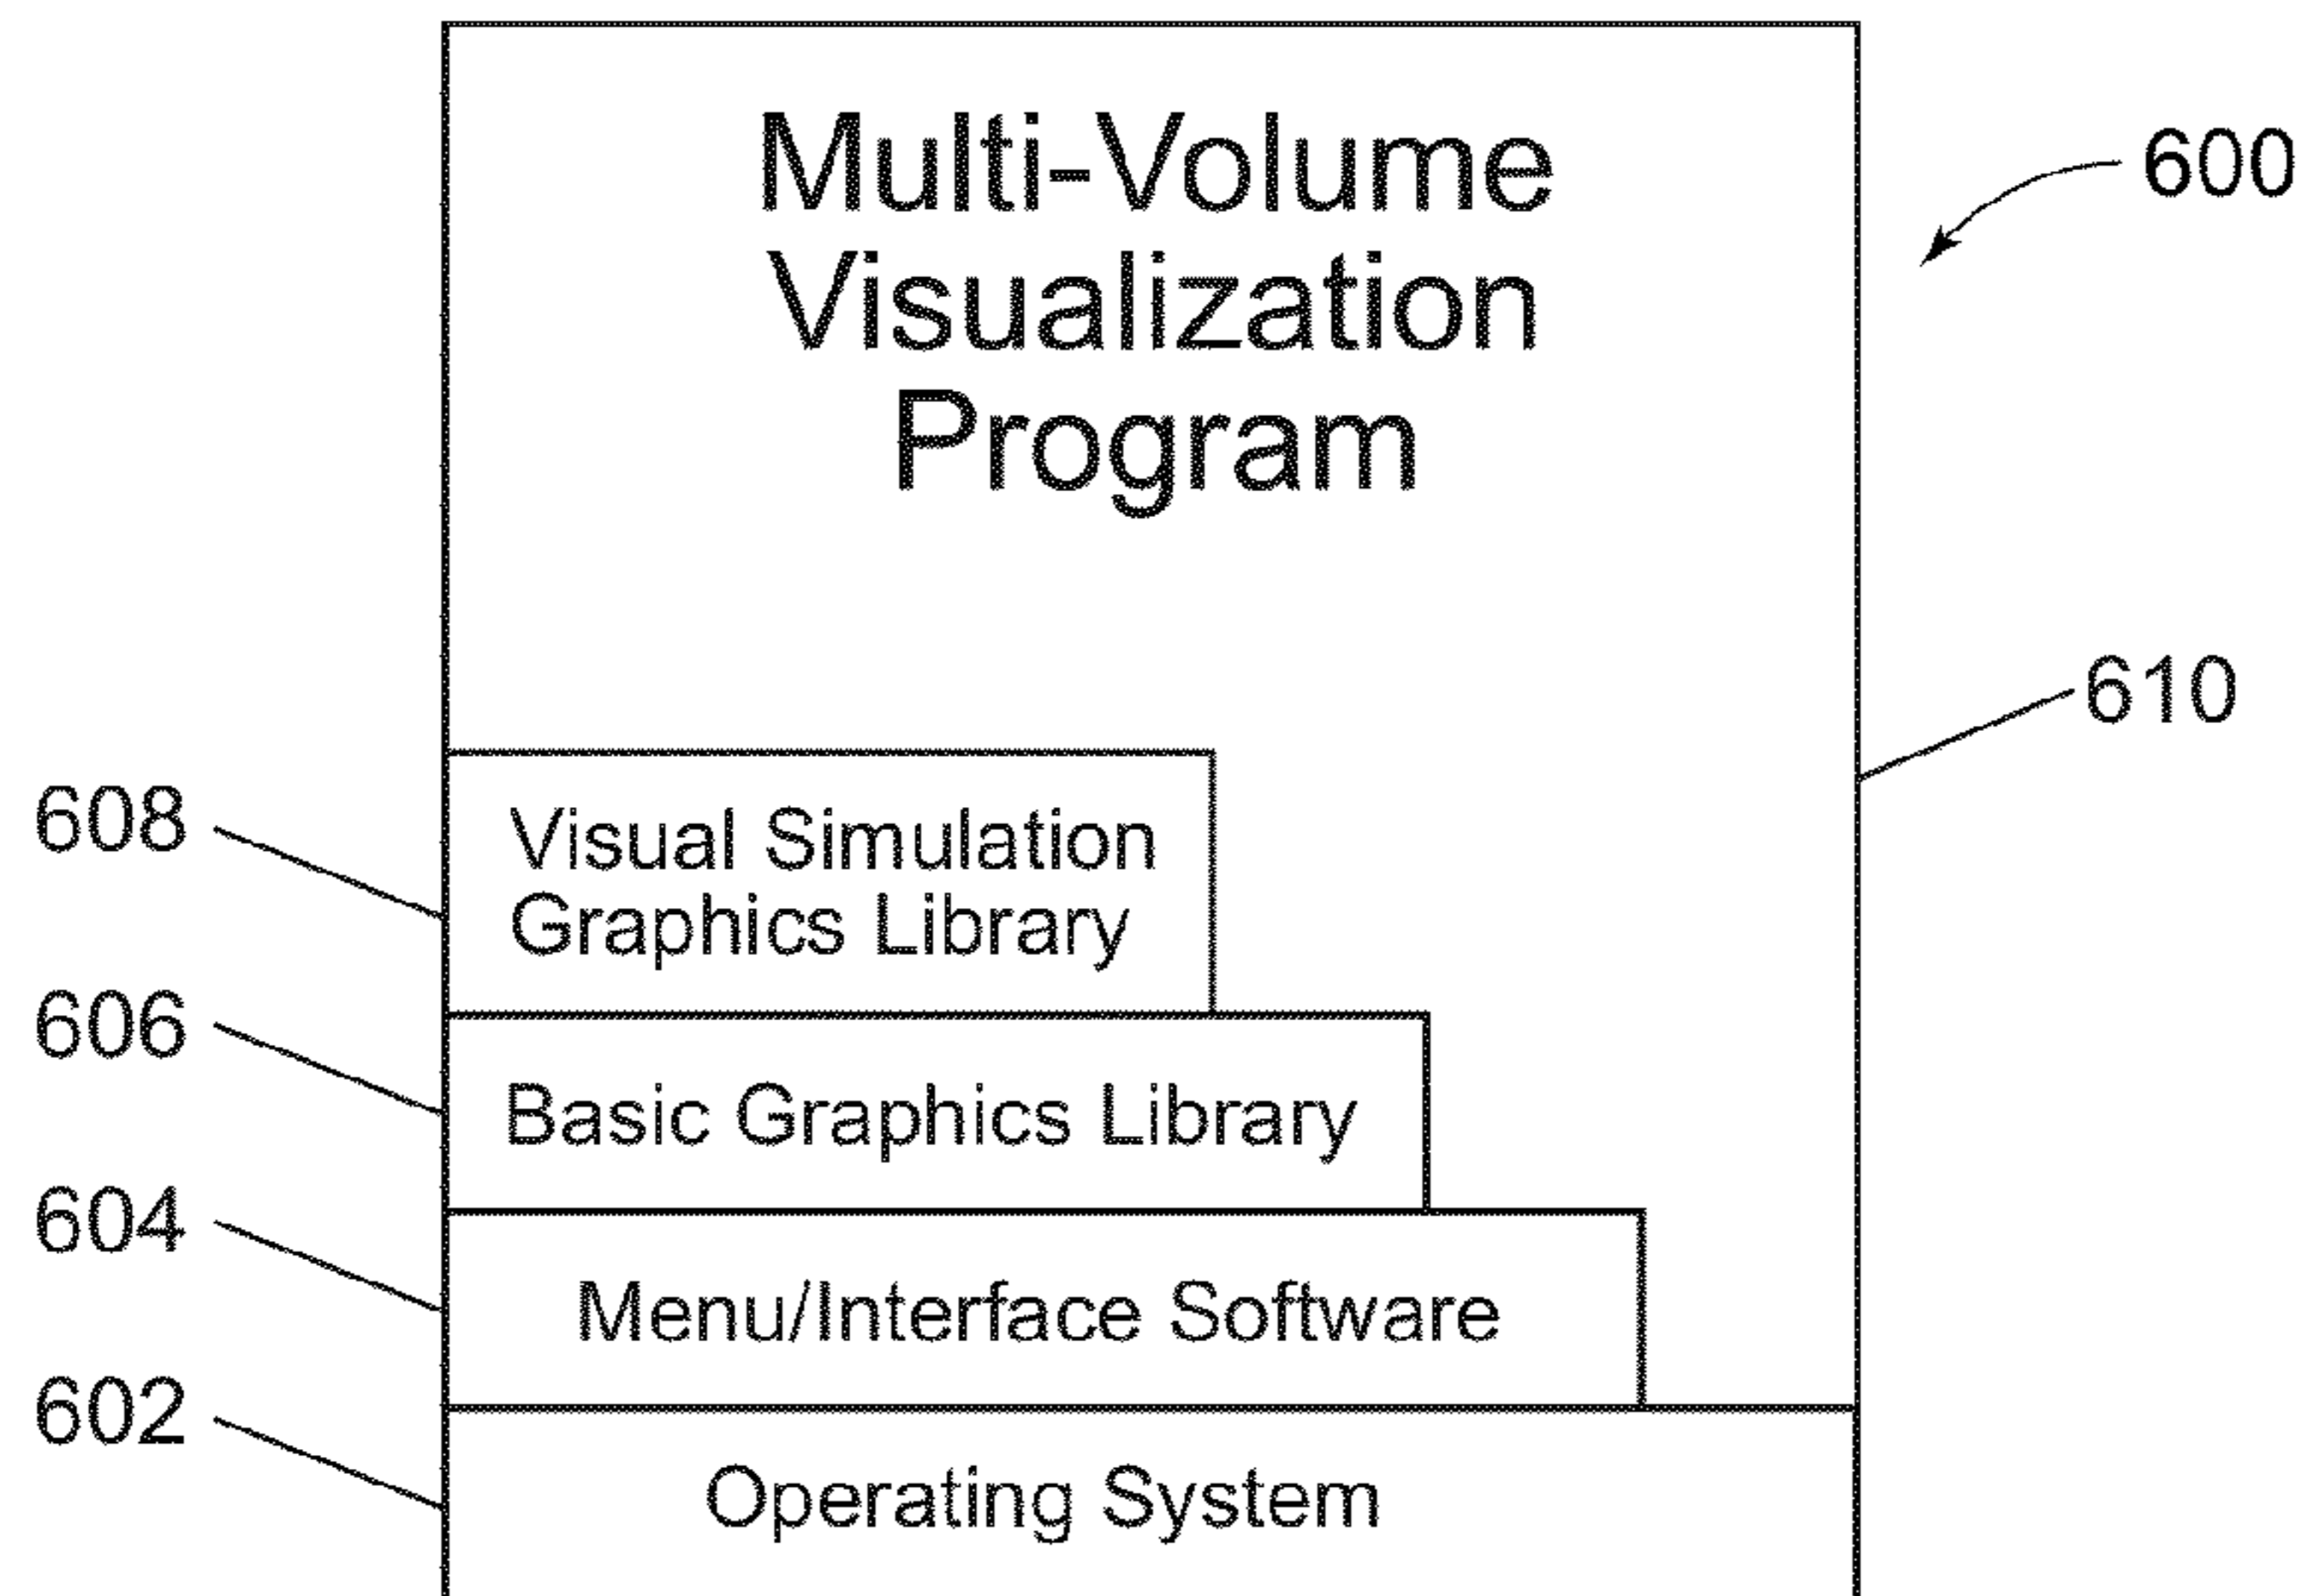 Multi-Volume
Visualization
Program
600
610
608
Visual Simulation
Graphics Library
606
Basic Graphics Library
604
Menu/Interface Software
602
Operating System